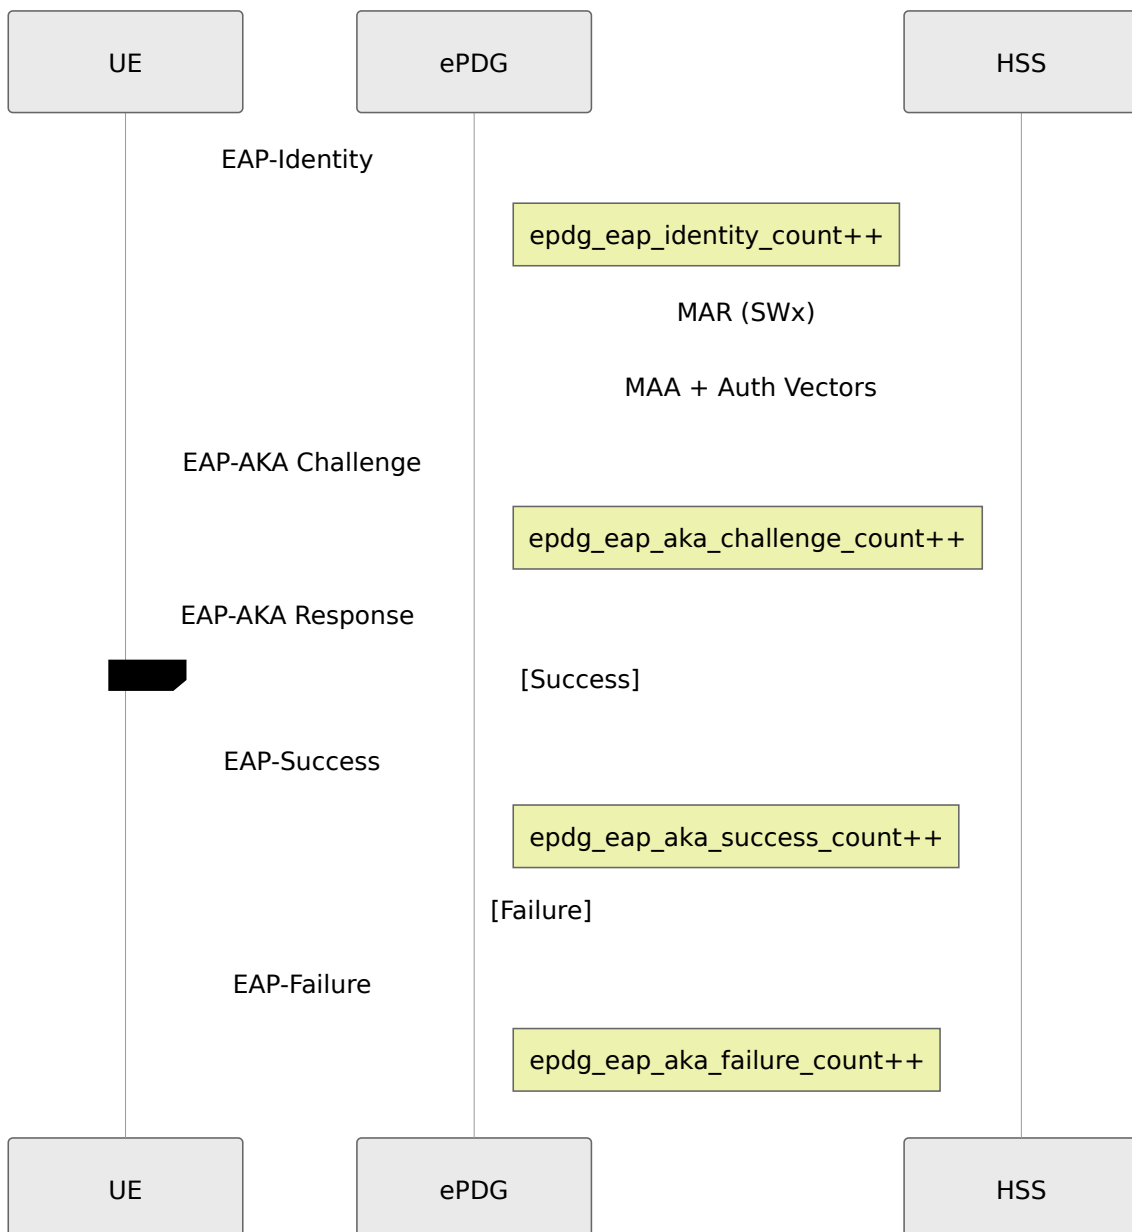 UE
ePDG
HSS
EAP-Identity
epdg_eap_identity_count++
MAR (SWx)
MAA + Auth Vectors
EAP-AKA Challenge
epdg_eap_aka_challenge_count++
EAP-AKA Response
[Success]
EAP-Success
epdg_eap_aka_success_count++
[Failure]
EAP-Failure
epdg_eap_aka_failure_count++
UE
ePDG
HSS